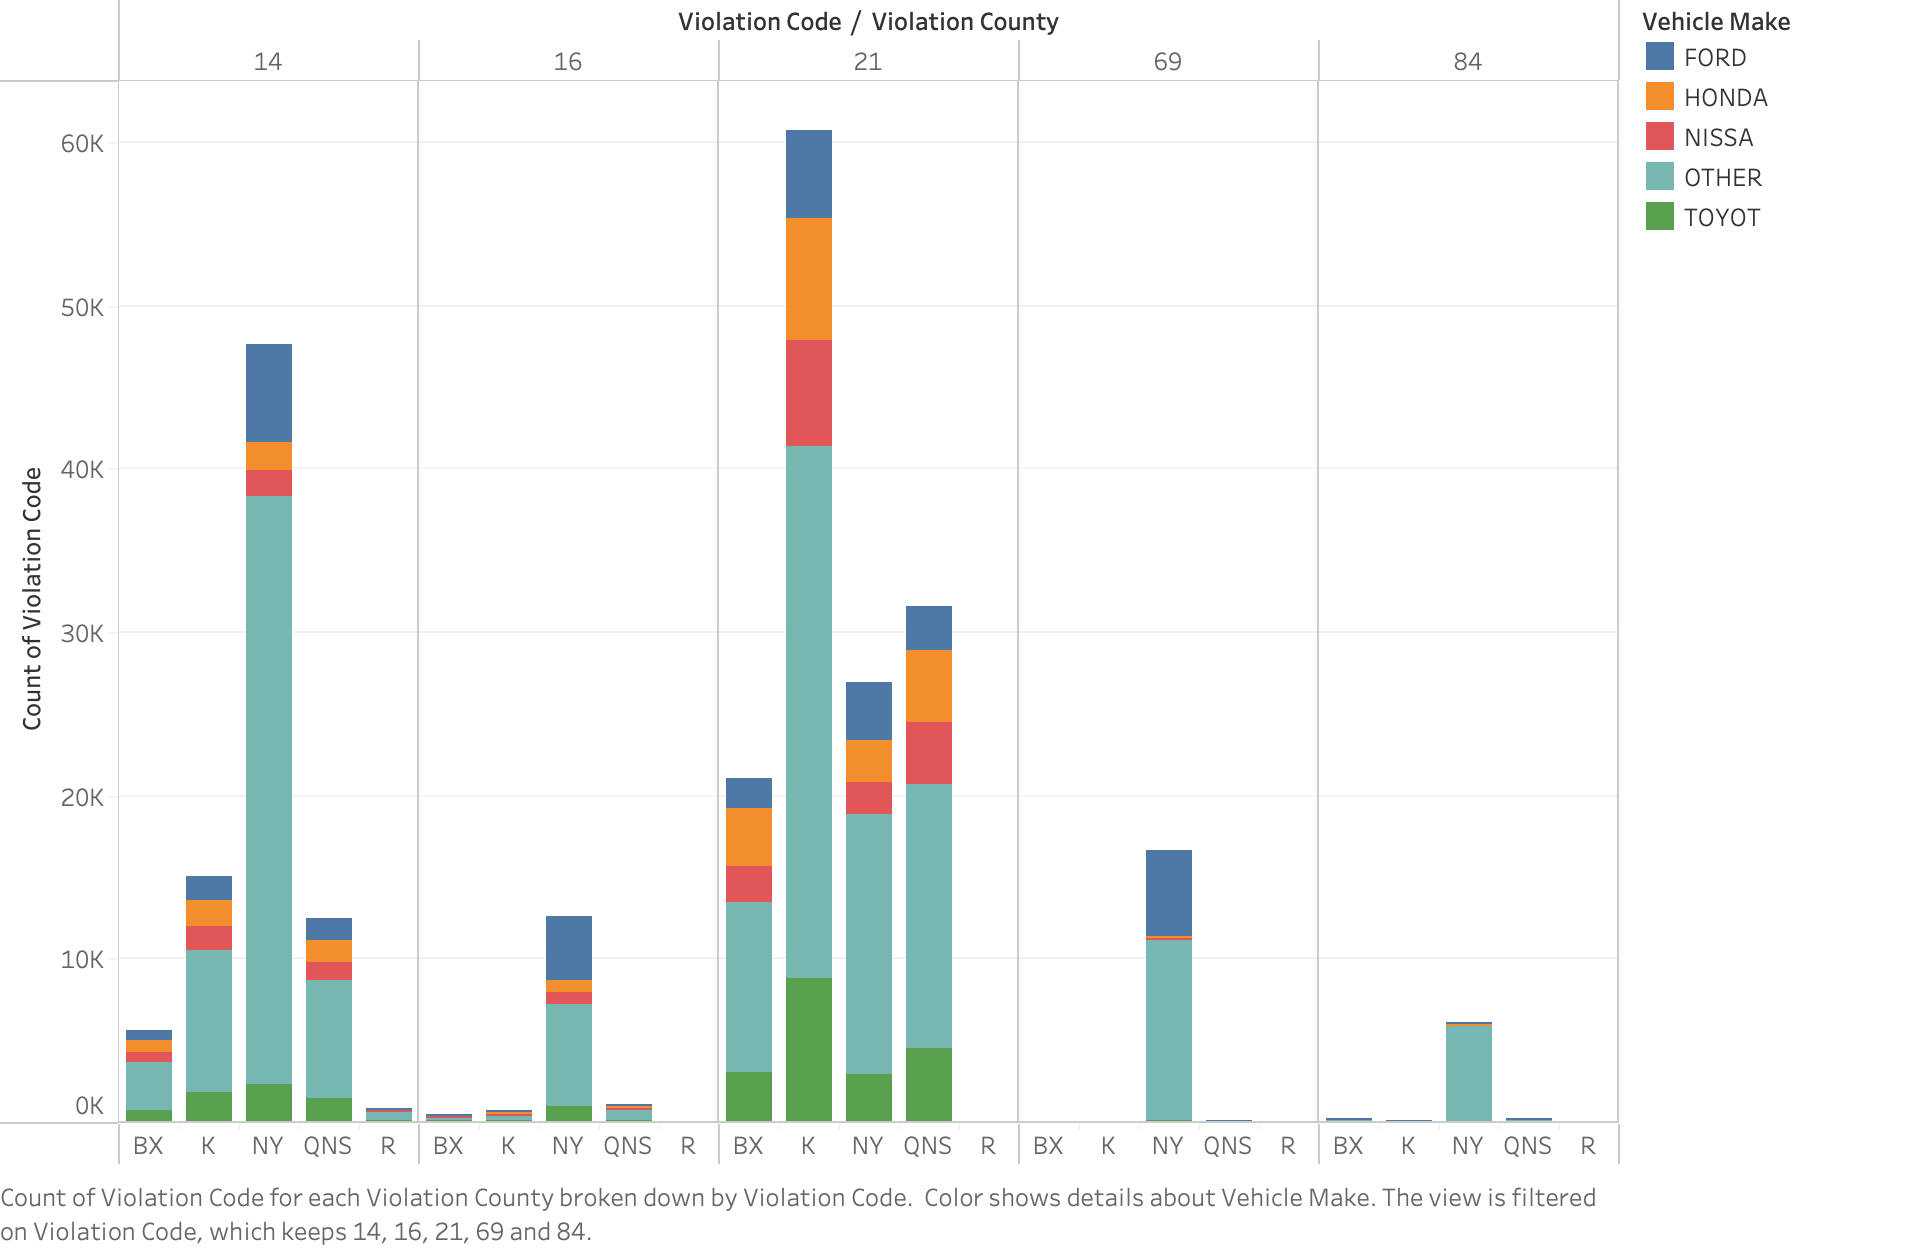 Violation Code / Violation County
Vehicle Make
14 16 21 69 84
FORD
HONDA
NISSA
OTHER
TOYOT
60K
50K
40K
30K
20K
10K
0K
Count of Violation Code
BX K NY QNS R BX K NY QNS R BX K NY QNS R BX K NY QNS R BX K NY QNS R
Count of Violation Code for each Violation County broken down by Violation Code.  Color shows details about Vehicle Make. The view is filtered
on Violation Code, which keeps 14, 16, 21, 69 and 84.